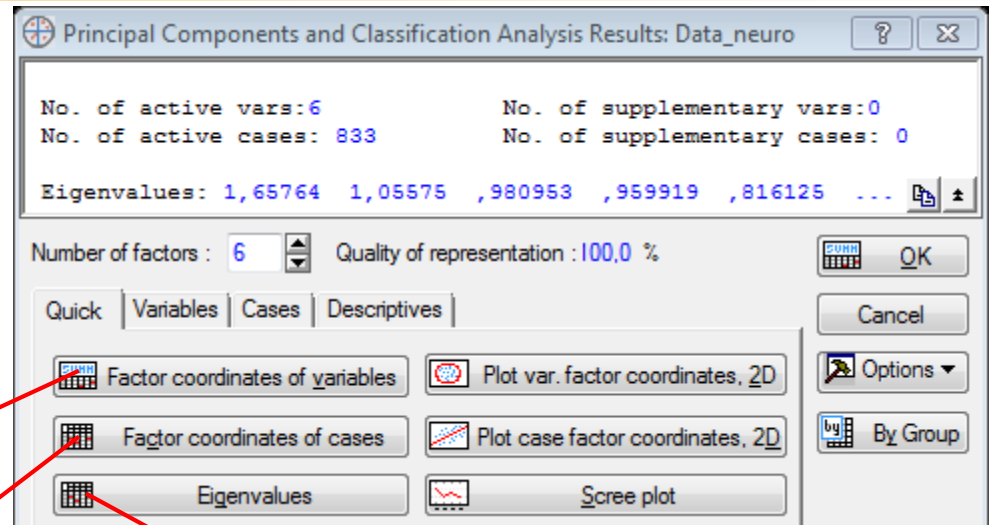 Principal Components and Classification Analysis Results: Data_neuro
No. of active vars:6 No. of supplementary vars:0
No. of active cases: 833 No. of supplementary cases: 0
Eigenvalues: 1,65764 1,05575 ,980953 ,959919 ,816125 ...
Number of factors : 6 Quality of representation : 100,0 %
OK
Quick Variables Cases Descriptives
Cancel
Factor coordinates of variables Plot var. factor coordinates, 2D
Options
Factor coordinates of cases Plot case factor coordinates, 2D
By Group
Eigenvalues Scree plot